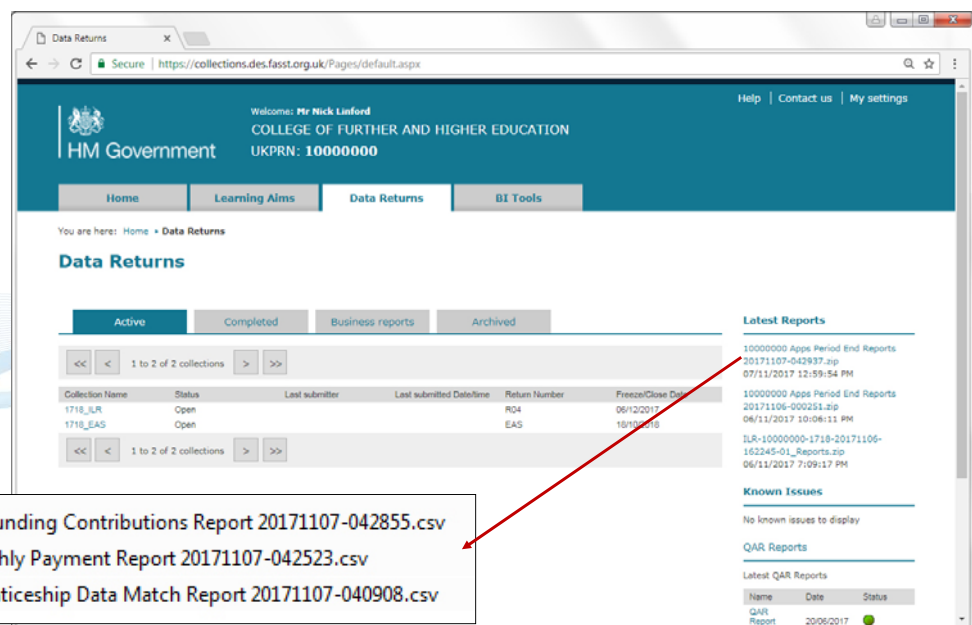 Data Returns
Secure | https://collections.des.fasst.org.uk/Pages/default.aspx
Help | Contact us | My settings
HM Government
Welcome: Mr Nick Linford
COLLEGE OF FURTHER AND HIGHER EDUCATION
UKPRN: 10000000
Home Learning Aims Data Returns BI Tools
You are here: Home Data Returns
Data Returns
Active Completed Business reports Archived
<< < 1 to 2 of 2 collections > >>
Collection Name Status Last submitter Last submitted Date/time Return Number Freeze/Close Date
1718_ILR Open R04 06/12/2017
1718_EAS Open EAS 18/10/2018
<< < 1 to 2 of 2 collections > >>
Latest Reports
10000000 Apps Period End Reports
20171107-042937.zip
07/11/2017 12:59:54 PM
10000000 Apps Period End Reports
20171106-000251.zip
06/11/2017 10:06:11 PM
ILR-10000000-1718-20171106-
162245-01_Reports.zip
06/11/2017 7:09:17 PM
Known Issues
No known issues to display
QAR Reports
Latest QAR Reports
Name Date Status
QAR
Report 20/06/2017
unding Contributions Report 20171107-042855.csv
hly Payment Report 20171107-042523.csv
ticeship Data Match Report 20171107-040908.csv